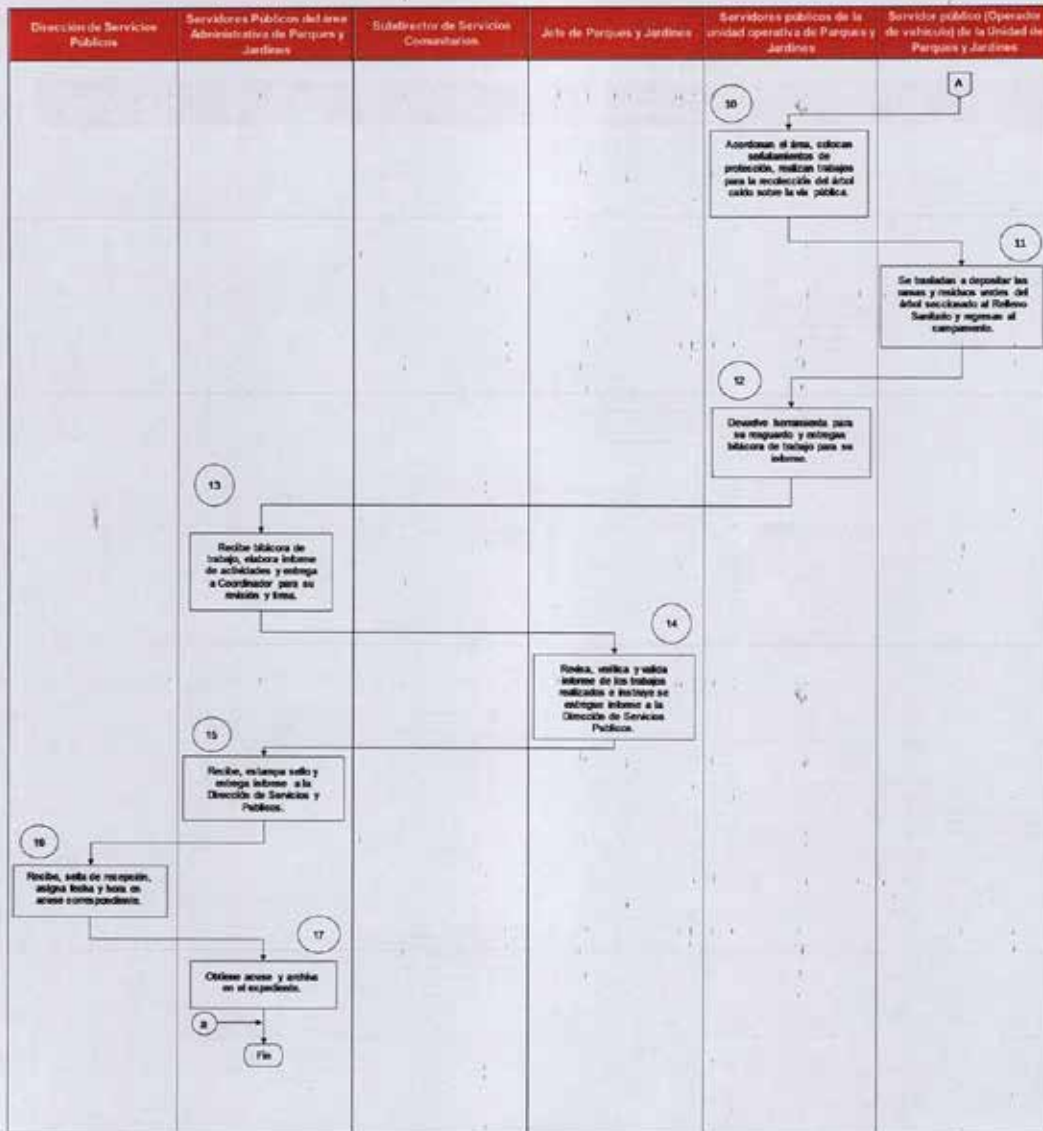 Dirección de Servicios
Públicos
Servidores Públicos del área
Administrativa de Parques y
Jardines
Subdirector de Servicios
Comunitarios
Jefe de Parques y Jardines
Servidores públicos de la
unidad operativa de Parques y
Jardines
Servidor público (Operador
de vehículo) de la Unidad de
Parques y Jardines
A
10
Acordonan el área, colocan
señalamientos de
protección, realizan trabajos
para la recolección del árbol
caído sobre la vía pública.
11
Se trasladan a depositar las
ramas y residuos verdes del
árbol seccionado al Relleno
Sanitario y regresan al
campamento.
12
Devuelve herramienta para
su resguardo y entregan
bitácora de trabajo para su
informe.
13
Recibe bitácora de
trabajo, elabora informe
de actividades y entrega
a Coordinador para su
revisión y firma.
14
Revisa, verifica y valida
informe de los trabajos
realizados e instruye se
entregue informe a la
Dirección de Servicios
Publicos.
15
Recibe, estampa sello y
entrega informe a la
Dirección de Servicios y
Publicos.
16
Recibe, sella de recepción,
asigna fecha y hora en
acuse correspondiente.
17
Obtiene acuse y archiva
en el expediente.
a
Fin